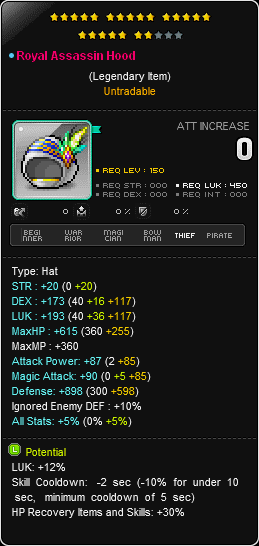 Royal Assassin Hood
(Legendary Item)
Untradable
ATT INCREASE
0
REQ LEV : 150
REQ STR : 000 REQ LUK : 450
REQ DEX : 000 REQ INT : 000
0 0 % 0 %
BEGINNER WARRIOR MAGICIAN BOWMAN THIEF PIRATE
Type: Hat
STR : +20 (0 +20)
DEX : +173 (40 +16 +117)
LUK : +193 (40 +36 +117)
MaxHP : +615 (360 +255)
MaxMP : +360
Attack Power: +87 (2 +85)
Magic Attack: +90 (0 +5 +85)
Defense: +898 (300 +598)
Ignored Enemy DEF : +10%
All Stats: +5% (0% +5%)
L Potential
LUK: +12%
Skill Cooldown: -2 sec (-10% for under 10
sec, minimum cooldown of 5 sec)
HP Recovery Items and Skills: +30%